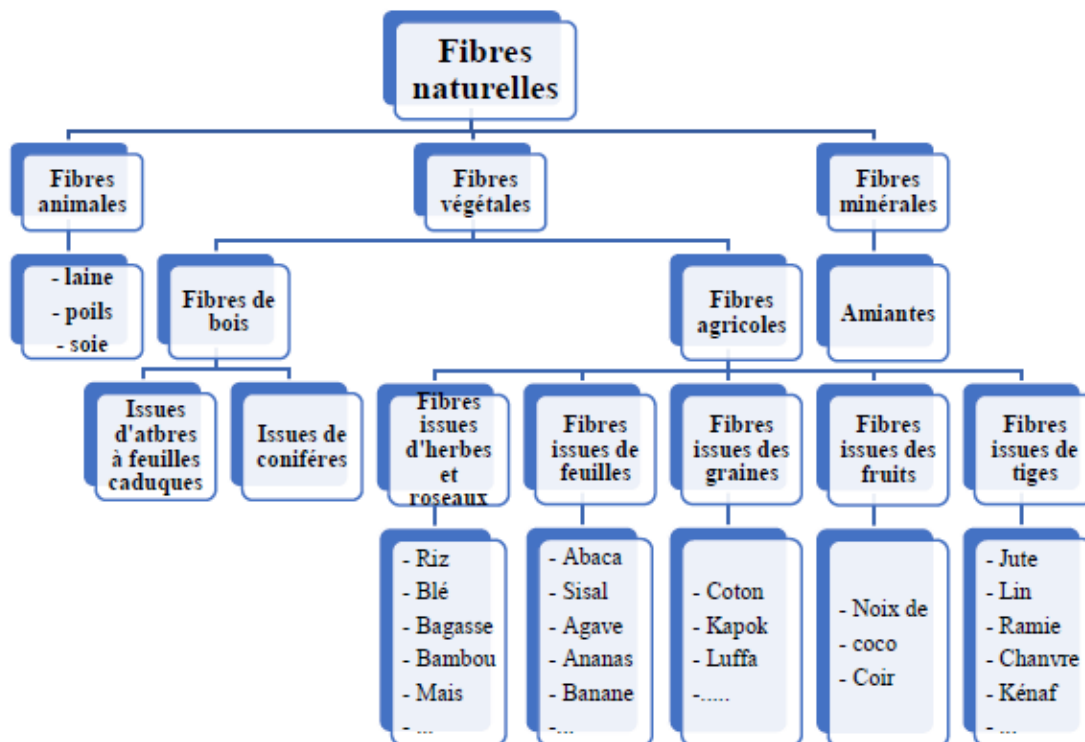 Fibres
naturelles
Fibres
animales
Fibres
végétales
Fibres
minérales
- laine
- poils
- soie
Fibres de
bois
Fibres
agricoles
Amiantes
Issues
d'atbres
à feuilles
caduques
Issues de
coniféres
Fibres
issues
d'herbes
et
roseaux
Fibres
issues de
feuilles
Fibres
issues des
graines
Fibres
issues des
fruits
Fibres
issues de
tiges
- Riz
- Blé
- Bagasse
- Bambou
- Mais
- ...
- Abaca
- Sisal
- Agave
- Ananas
- Banane
-...
- Coton
- Kapok
- Luffa
-.....
- Noix de
- coco
- Coir
- Jute
- Lin
- Ramie
- Chanvre
- Kénaf
- ...